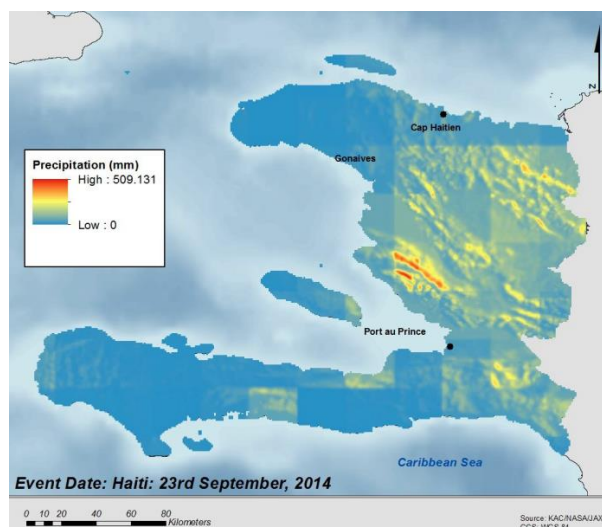 Z
Cap Haitien
Gonaives
Precipitation (mm)
High : 509.131
Low : 0
Port au Prince
Caribbean Sea
Event Date: Haiti: 23rd September, 2014
0 10 20 40 60 80
Kilometers
Source: KAC/NASA/JAX